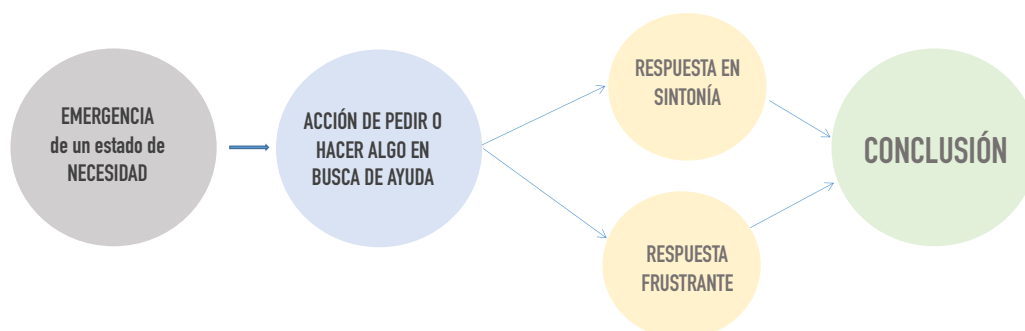 EMERGENCIA
de un estado de
NECESIDAD
ACCIÓN DE PEDIR O
HACER ALGO EN
BUSCA DE AYUDA
RESPUESTA EN
SINTONÍA
RESPUESTA
FRUSTRANTE
CONCLUSIÓN